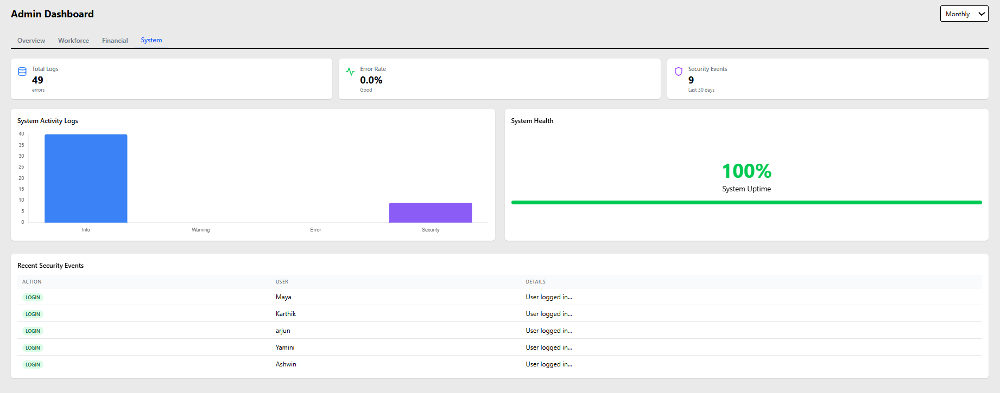 Admin Dashboard
Monthly
Overview Workforce Financial System
Total Logs
49
errors
Error Rate
0.0%
Good
Security Events
9
Last 30 days
System Activity Logs
40
35
30
25
20
15
10
5
0
Info Warning Error Security
System Health
100%
System Uptime
Recent Security Events
ACTION USER DETAILS
LOGIN Maya User logged in...
LOGIN Karthik User logged in...
LOGIN arjun User logged in...
LOGIN Yamini User logged in...
LOGIN Ashwin User logged in...